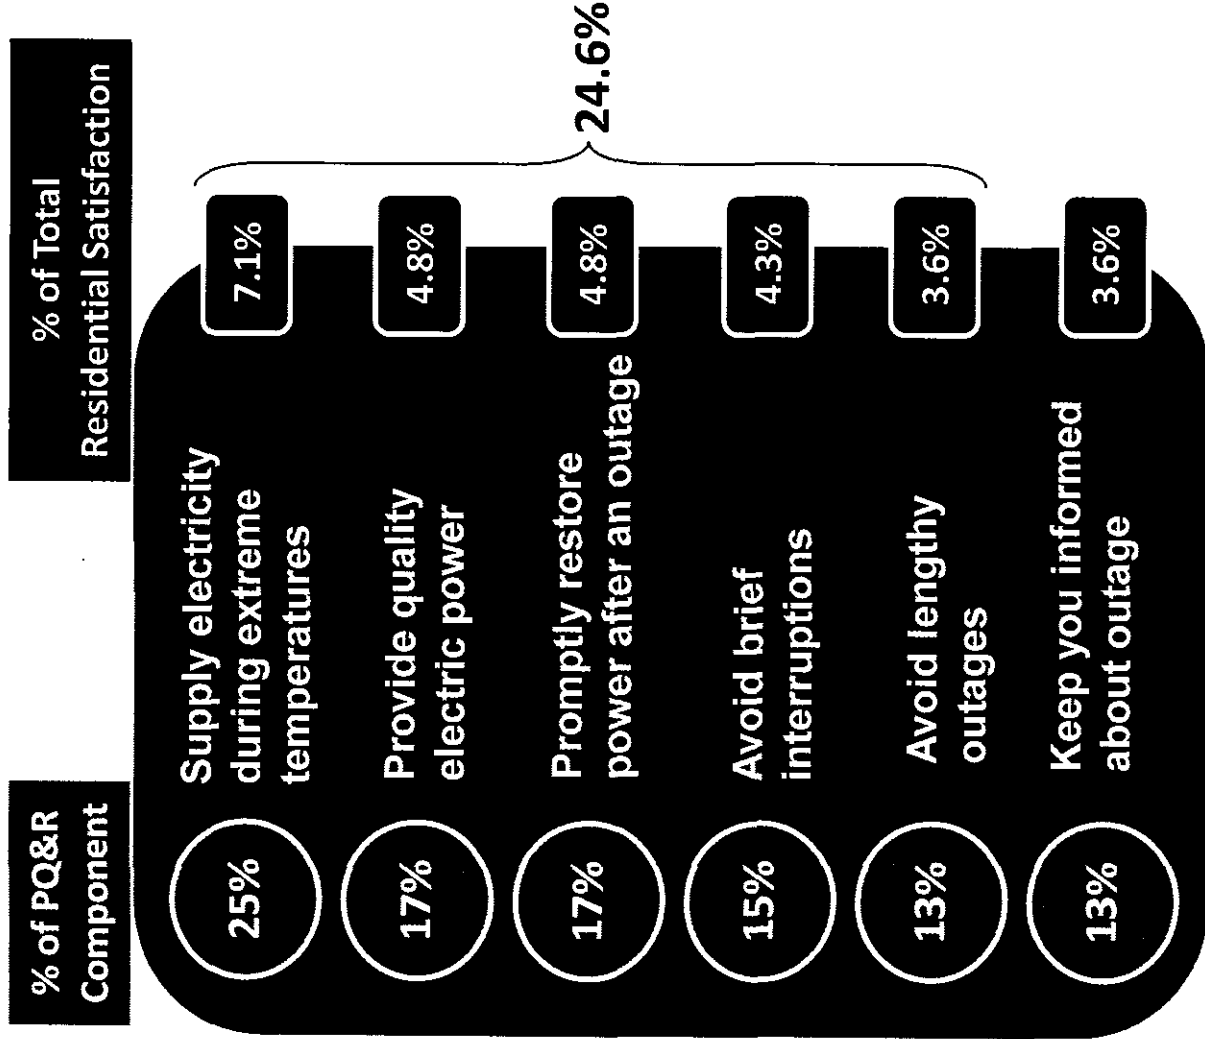 % of PQ&R
Component
% of Total
Residential Satisfaction
25%
Supply electricity
during extreme
temperatures
7.1%
17%
Provide quality
electric power
4.8%
17%
Promptly restore
power after an outage
4.8%
15%
Avoid brief
interruptions
4.3%
13%
Avoid lengthy
outages
3.6%
13%
Keep you informed
about outage
3.6%
24.6%